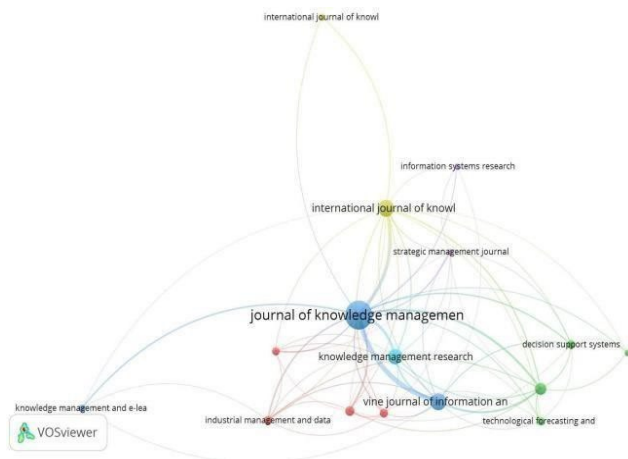 international journal of knowl
information systems research
international journal of knowl
strategic management journal
journal of knowledge managemen
decision support systems
knowledge management research
vine journal of information an
knowledge management and e-lea
industrial management and data
technological forecasting and
VOSviewer